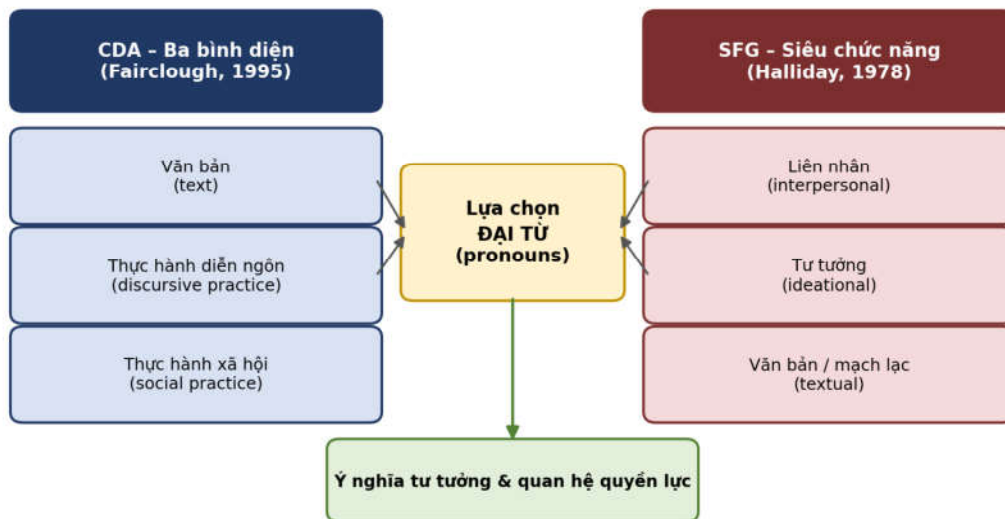 CDA – Ba bình diện
(Fairclough, 1995)
Văn bản
(text)
Thực hành diễn ngôn
(discursive practice)
Thực hành xã hội
(social practice)
Lựa chọn
ĐẠI TỪ
(pronouns)
SFG – Siêu chức năng
(Halliday, 1978)
Liên nhân
(interpersonal)
Tư tưởng
(ideational)
Văn bản / mạch lạc
(textual)
Ý nghĩa tư tưởng & quan hệ quyền lực